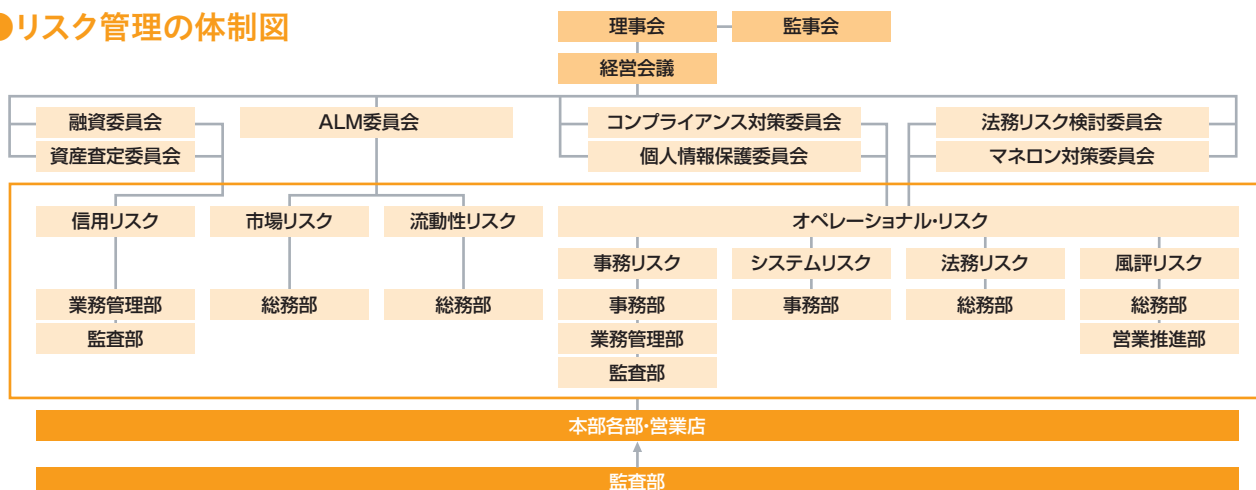 ●リスク管理の体制図
理事会
監事会
経営会議
融資委員会
ALM委員会
コンプライアンス対策委員会
法務リスク検討委員会
資産査定委員会
個人情報保護委員会
マネロン対策委員会
信用リスク
市場リスク
流動性リスク
オペレーショナル・リスク
事務リスク
システムリスク
法務リスク
風評リスク
業務管理部
総務部
総務部
事務部
事務部
総務部
総務部
監査部
業務管理部
営業推進部
監査部
本部各部・営業店
監査部